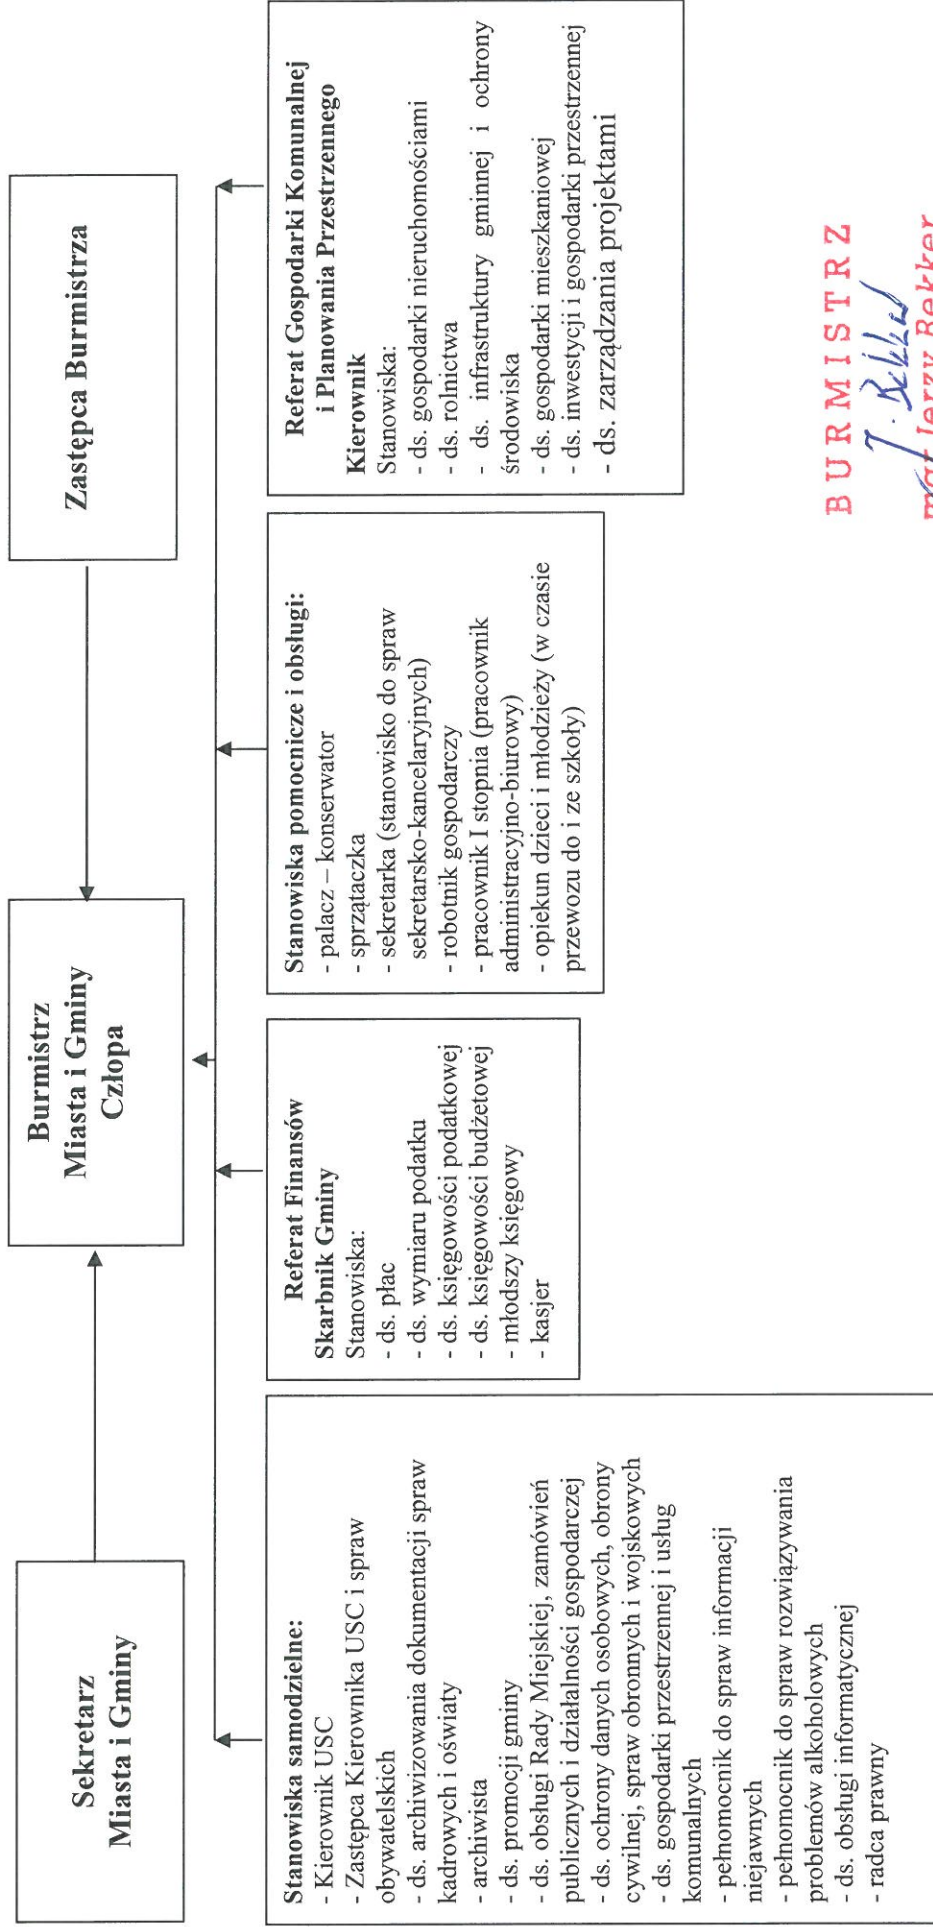 Sekretarz
Miasta i Gminy
Burmistrz
Miasta i Gminy
Człopa
Zastępca Burmistrza
Stanowiska samodzielne:
- Kierownik USC
- Zastępca Kierownika USC i spraw
obywatelskich
- ds. archiwizowania dokumentacji spraw
kadrowych i oświaty
- archiwista
- ds. promocji gminy
- ds. obsługi Rady Miejskiej, zamówień
publicznych i działalności gospodarczej
- ds. ochrony danych osobowych, obrony
cywilnej, spraw obronnych i wojskowych
- ds. gospodarki przestrzennej i usług
komunalnych
- pełnomocnik do spraw informacji
niejawnych
- pełnomocnik do spraw rozwiązywania
problemów alkoholowych
- ds. obsługi informatycznej
- radca prawny
Referat Finansów
Skarbnik Gminy
Stanowiska:
- ds. płac
- ds. wymiaru podatku
- ds. księgowości podatkowej
- ds. księgowości budżetowej
- młodszy księgowy
- kasjer
Stanowiska pomocnicze i obsługi:
- palacz – konserwator
- sprzątaczka
- sekretarka (stanowisko do spraw
sekretarsko-kancelaryjnych)
- robotnik gospodarczy
- pracownik I stopnia (pracownik
administracyjno-biurowy)
- opiekun dzieci i młodzieży (w czasie
przewozu do i ze szkoły)
Referat Gospodarki Komunalnej
i Planowania Przestrzennego
Kierownik
Stanowiska:
- ds. gospodarki nieruchomościami
- ds. rolnictwa
- ds. infrastruktury gminnej i ochrony
środowiska
- ds. gospodarki mieszkaniowej
- ds. inwestycji i gospodarki przestrzennej
- ds. zarządzania projektami
BURMISTRZ
J. Bekker
mgr Jerzy Bekker